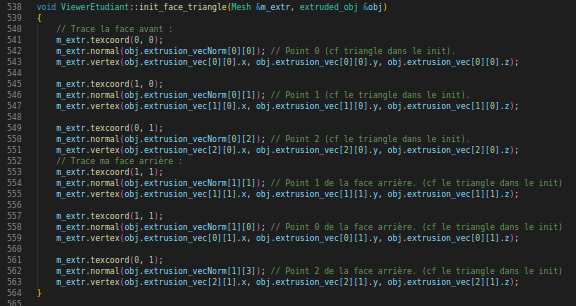 538 void ViewerEtudiant::init_face_triangle(Mesh &m_extr, extruded_obj &obj)
539 {
540 // Trace la face avant :
541 m_extr.texcoord(0, 0);
542 m_extr.normal(obj.extrusion_vecNorm[0][0]); // Point 0 (cf triangle dans le init).
543 m_extr.vertex(obj.extrusion_vec[0][0].x, obj.extrusion_vec[0][0].y, obj.extrusion_vec[0][0].z);
544
545 m_extr.texcoord(1, 0);
546 m_extr.normal(obj.extrusion_vecNorm[0][1]); // Point 1 (cf le triangle dans le init).
547 m_extr.vertex(obj.extrusion_vec[1][0].x, obj.extrusion_vec[1][0].y, obj.extrusion_vec[1][0].z);
548
549 m_extr.texcoord(0, 1);
550 m_extr.normal(obj.extrusion_vecNorm[0][2]); // Point 2 (cf le triangle dans le init).
551 m_extr.vertex(obj.extrusion_vec[2][0].x, obj.extrusion_vec[2][0].y, obj.extrusion_vec[2][0].z);
552 // Trace ma face arrière :
553 m_extr.texcoord(1, 1);
554 m_extr.normal(obj.extrusion_vecNorm[1][1]); // Point 1 de la face arrière. (cf le triangle dans le init)
555 m_extr.vertex(obj.extrusion_vec[1][1].x, obj.extrusion_vec[1][1].y, obj.extrusion_vec[1][1].z);
556
557 m_extr.texcoord(1, 1);
558 m_extr.normal(obj.extrusion_vecNorm[1][0]); // Point 0 de la face arrière. (cf le triangle dans le init)
559 m_extr.vertex(obj.extrusion_vec[0][1].x, obj.extrusion_vec[0][1].y, obj.extrusion_vec[0][1].z);
560
561 m_extr.texcoord(0, 1);
562 m_extr.normal(obj.extrusion_vecNorm[1][3]); // Point 2 de la face arrière. (cf le triangle dans le init)
563 m_extr.vertex(obj.extrusion_vec[2][1].x, obj.extrusion_vec[2][1].y, obj.extrusion_vec[2][1].z);
564 }
565